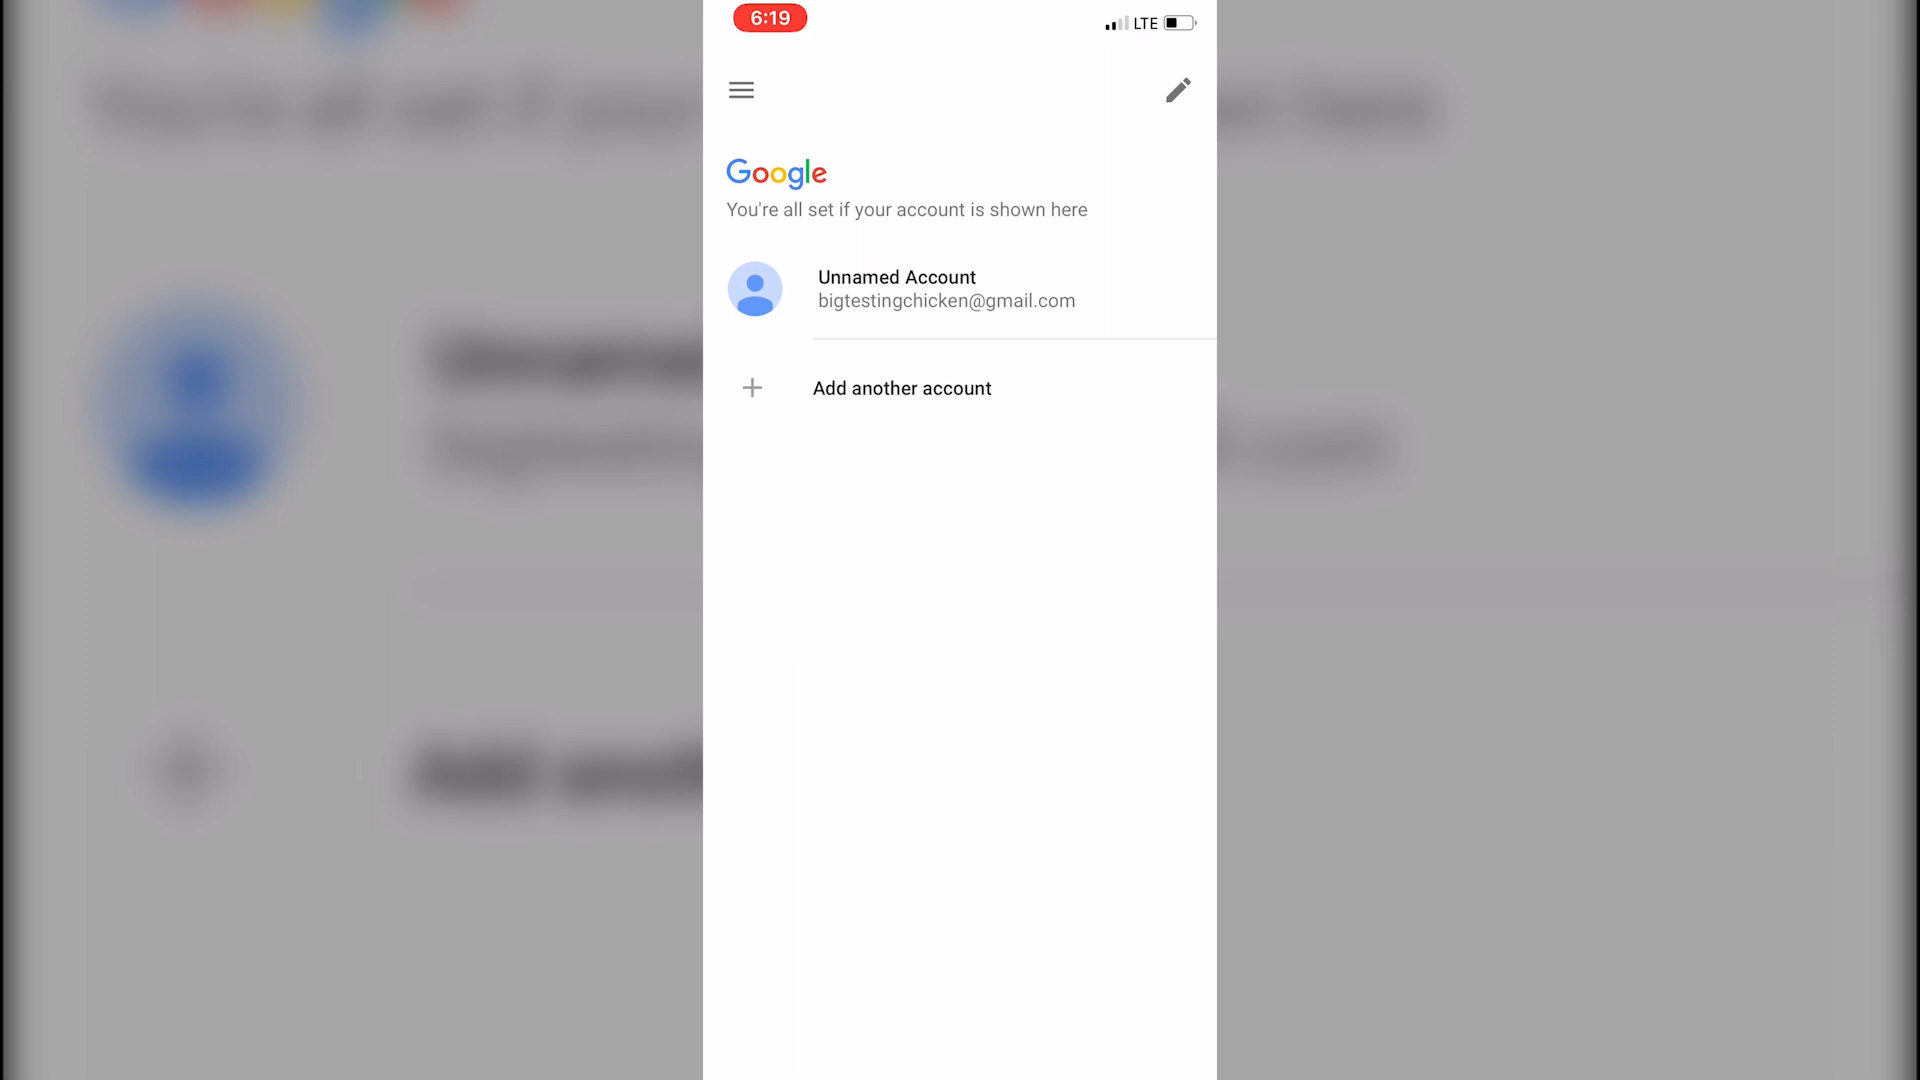 6:19
LTE
Google
You're all set if your account is shown here
Unnamed Account
bigtestingchicken@gmail.com
Add another account